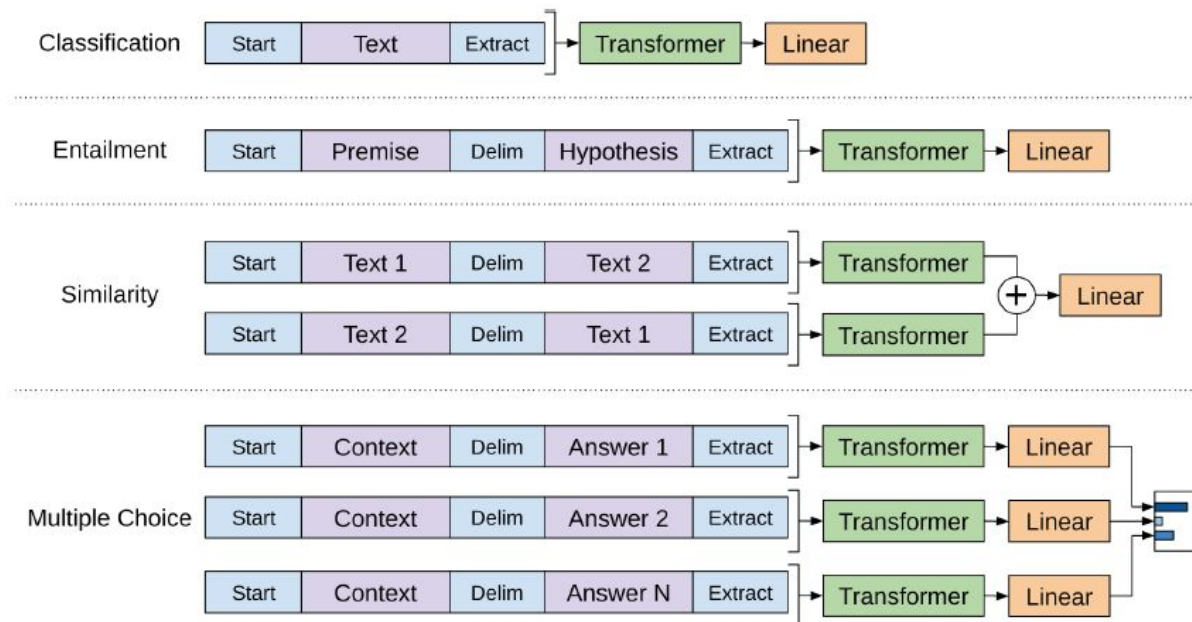 Classification Start Text Extract Transformer Linear
Entailment Start Premise Delim Hypothesis Extract Transformer Linear
Start Text 1 Delim Text 2 Extract Transformer
Similarity + Linear
Start Text 2 Delim Text 1 Extract Transformer
Start Context Delim Answer 1 Extract Transformer Linear
Multiple Choice Start Context Delim Answer 2 Extract Transformer Linear
Start Context Delim Answer N Extract Transformer Linear